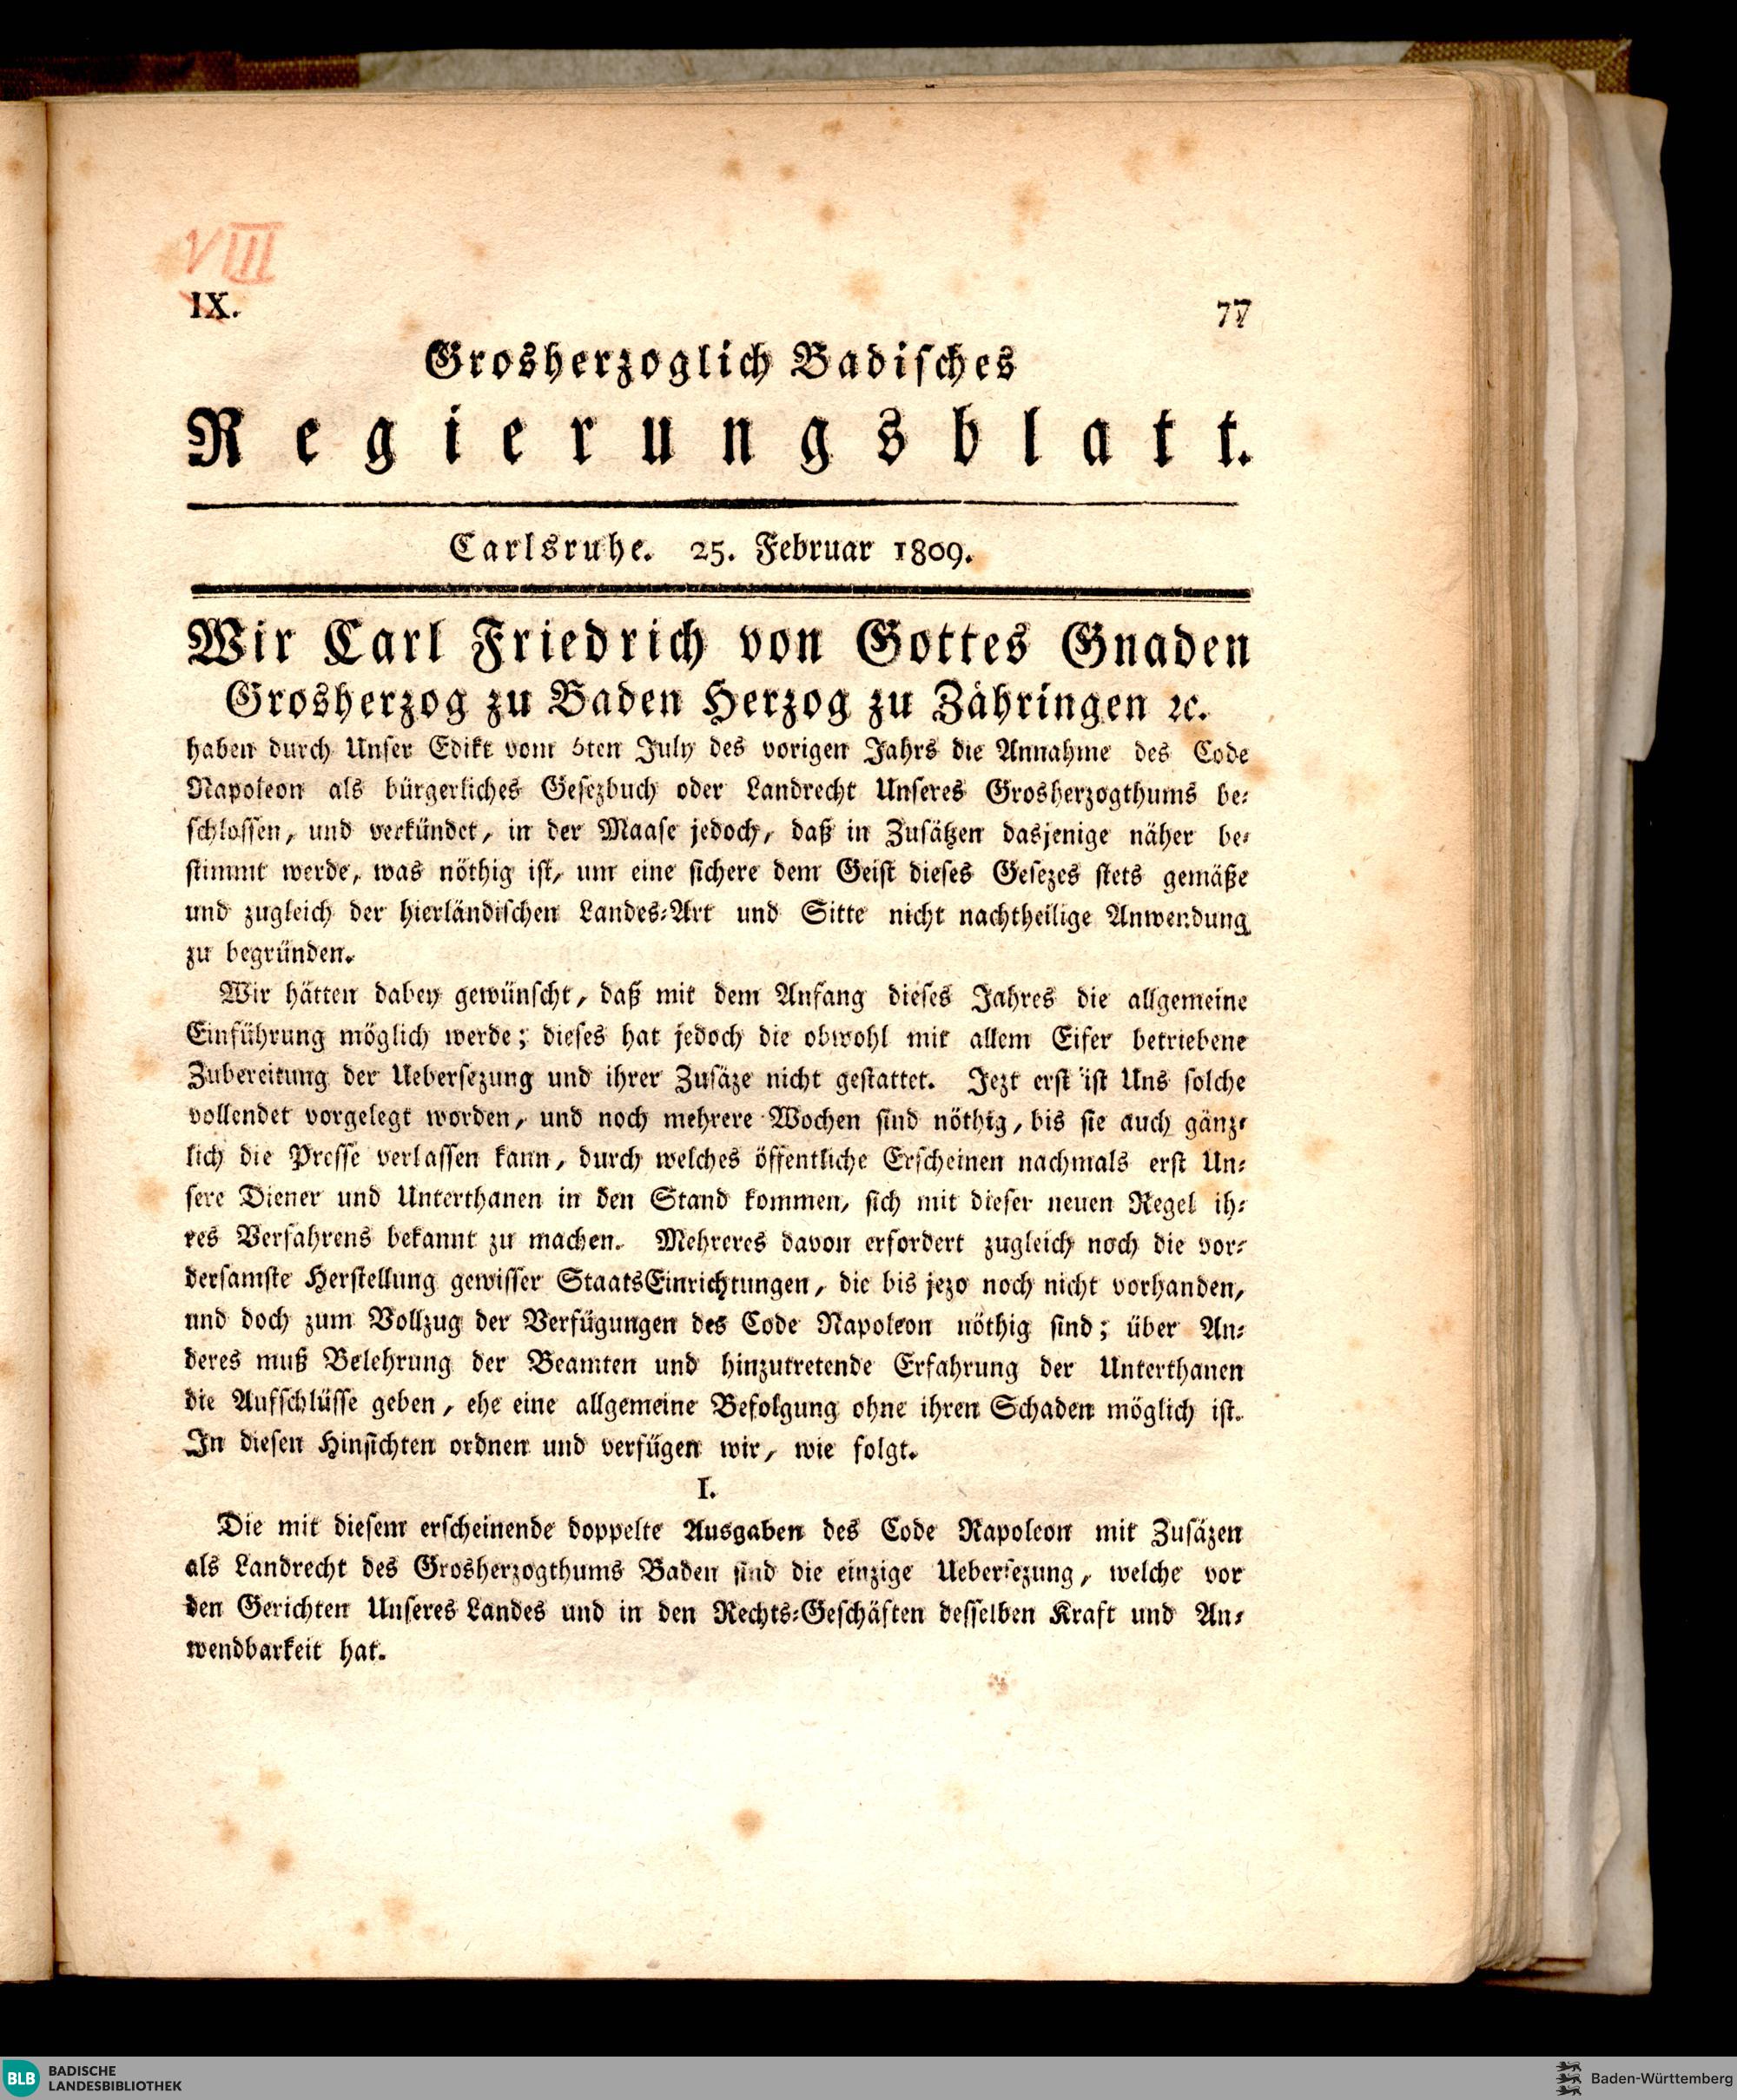 VIII
IX. 77
Grosherzoglich Badisches
Regierungsblatt.
Carlsruhe. 25. Februar 1809.
Wir Carl Friedrich von Gottes Gnaden
Grosherzog zu Baden Herzog zu Zähringen ꝛc.
haben durch Unser Edikt vom 5ten July des vorigen Jahrs die Annahme des Code
Napoleon als bürgerliches Gesezbuch oder Landrecht Unseres Grosherzogthums be⸗
schlossen, und verkündet, in der Maase jedoch, daß in Zusätzen dasjenige näher be⸗
stimmt werde, was nöthig ist, um eine sichere dem Geist dieses Gesezes stets gemäße
und zugleich der hierländischen Landes⸗Art und Sitte nicht nachtheilige Anwendung
zu begründen.
Wir hätten dabey gewünscht, daß mit dem Anfang dieses Jahres die allgemeine
Einführung möglich werde; dieses hat jedoch die obwohl mit allem Eifer betriebene
Zubereitung der Uebersezung und ihrer Zusäze nicht gestattet. Jezt erst ist Uns solche
vollendet vorgelegt worden, und noch mehrere Wochen sind nöthig, bis sie auch gänz⸗
lich die Presse verlassen kann, durch welches öffentliche Erscheinen nachmals erst Un⸗
sere Diener und Unterthanen in den Stand kommen, sich mit dieser neuen Regel ih⸗
res Verfahrens bekannt zu machen. Mehreres davon erfordert zugleich noch die vor⸗
dersamste Herstellung gewisser StaatsEinrichtungen, die bis jezo noch nicht vorhanden,
und doch zum Vollzug der Verfügungen des Code Napoleon nöthig sind; über An⸗
deres muß Belehrung der Beamten und hinzutretende Erfahrung der Unterthanen
die Aufschlüsse geben, ehe eine allgemeine Befolgung ohne ihren Schaden möglich ist.
In diesen Hinsichten ordnen und verfügen wir, wie folgt.
I.
Die mit diesem erscheinende doppelte Ausgaben des Code Napoleon mit Zusäzen
als Landrecht des Grosherzogthums Baden sind die einzige Uebersezung, welche vor
den Gerichten Unseres Landes und in den Rechts⸗Geschäften desselben Kraft und An⸗
wendbarkeit hat.
BLB BADISCHE
LANDESBIBLIOTHEK
Baden-Württemberg